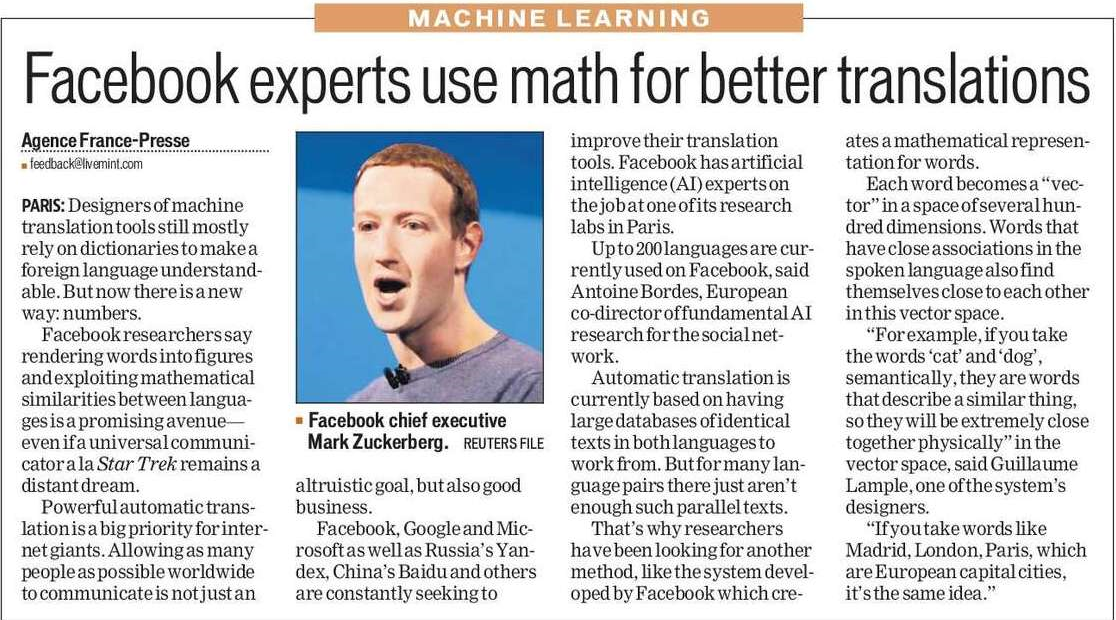 MACHINE LEARNING
Facebook experts use math for better translations
Agence France-Presse
feedback@livemint.com
PARIS: Designers of machine
translation tools still mostly
rely on dictionaries to make a
foreign language understand-
able. But now there is a new
way: numbers.
Facebook researchers say
rendering words into figures
and exploiting mathematical
similarities between langua-
ges is a promising avenue—
even if a universal communi-
cator a la Star Trek remains a
distant dream.
Powerful automatic trans-
lation is a big priority for inter-
net giants. Allowing as many
people as possible worldwide
to communicate is not just an
Facebook chief executive
Mark Zuckerberg. REUTERS FILE
altruistic goal, but also good
business.
Facebook, Google and Mic-
rosoft as well as Russia's Yan-
dex, China's Baidu and others
are constantly seeking to
improve their translation
tools. Facebook has artificial
intelligence (AI) experts on
the job at one of its research
labs in Paris.
Up to 200 languages are cur-
rently used on Facebook, said
Antoine Bordes, European
co-director of fundamental AI
research for the social net-
work.
Automatic translation is
currently based on having
large databases of identical
texts in both languages to
work from. But for many lan-
guage pairs there just aren't
enough such parallel texts.
That's why researchers
have been looking for another
method, like the system devel-
oped by Facebook which cre-
ates a mathematical represen-
tation for words.
Each word becomes a "vec-
tor" in a space of several hun-
dred dimensions. Words that
have close associations in the
spoken language also find
themselves close to each other
in this vector space.
"For example, if you take
the words 'cat' and 'dog',
semantically, they are words
that describe a similar thing,
so they will be extremely close
together physically" in the
vector space, said Guillaume
Lample, one of the system's
designers.
"If you take words like
Madrid, London, Paris, which
are European capital cities,
it's the same idea."